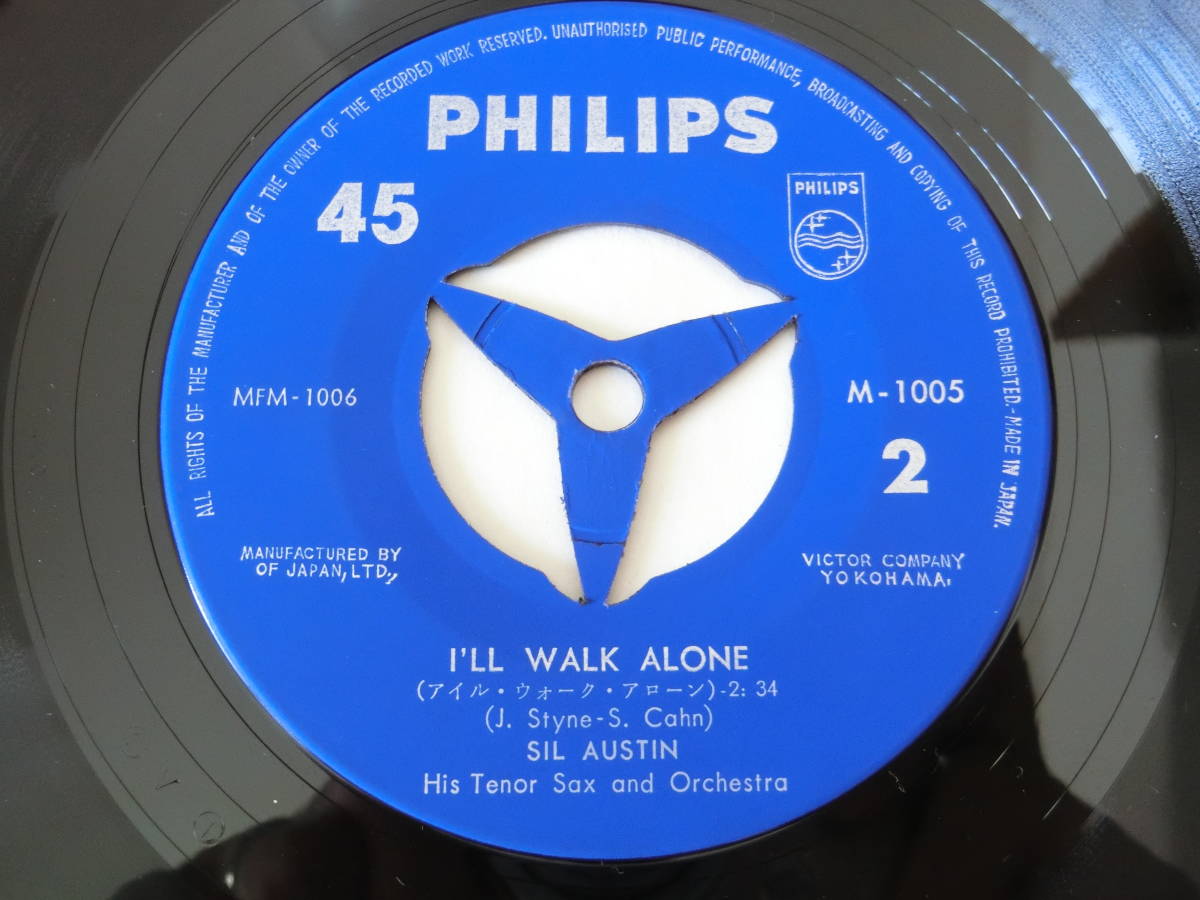 ALL RIGHTS OF THE MANUFACTURER AND OF THE OWNER OF THE RECORDED WORK RESERVED. UNAUTHORISED PUBLIC PERFORMANCE, BROADCASTING AND COPYING OF THIS RECORD PROHIBITED.-MADE IN JAPAN.
PHILIPS
45
PHILIPS
MFM-1006
M-1005
2
MANUFACTURED BY
OF JAPAN, LTD.,
VICTOR COMPANY
YOKOHAMA.
I'LL WALK ALONE
(アイル・ウォーク・アローン)-2: 34
(J. Styne-S. Cahn)
SIL AUSTIN
His Tenor Sax and Orchestra